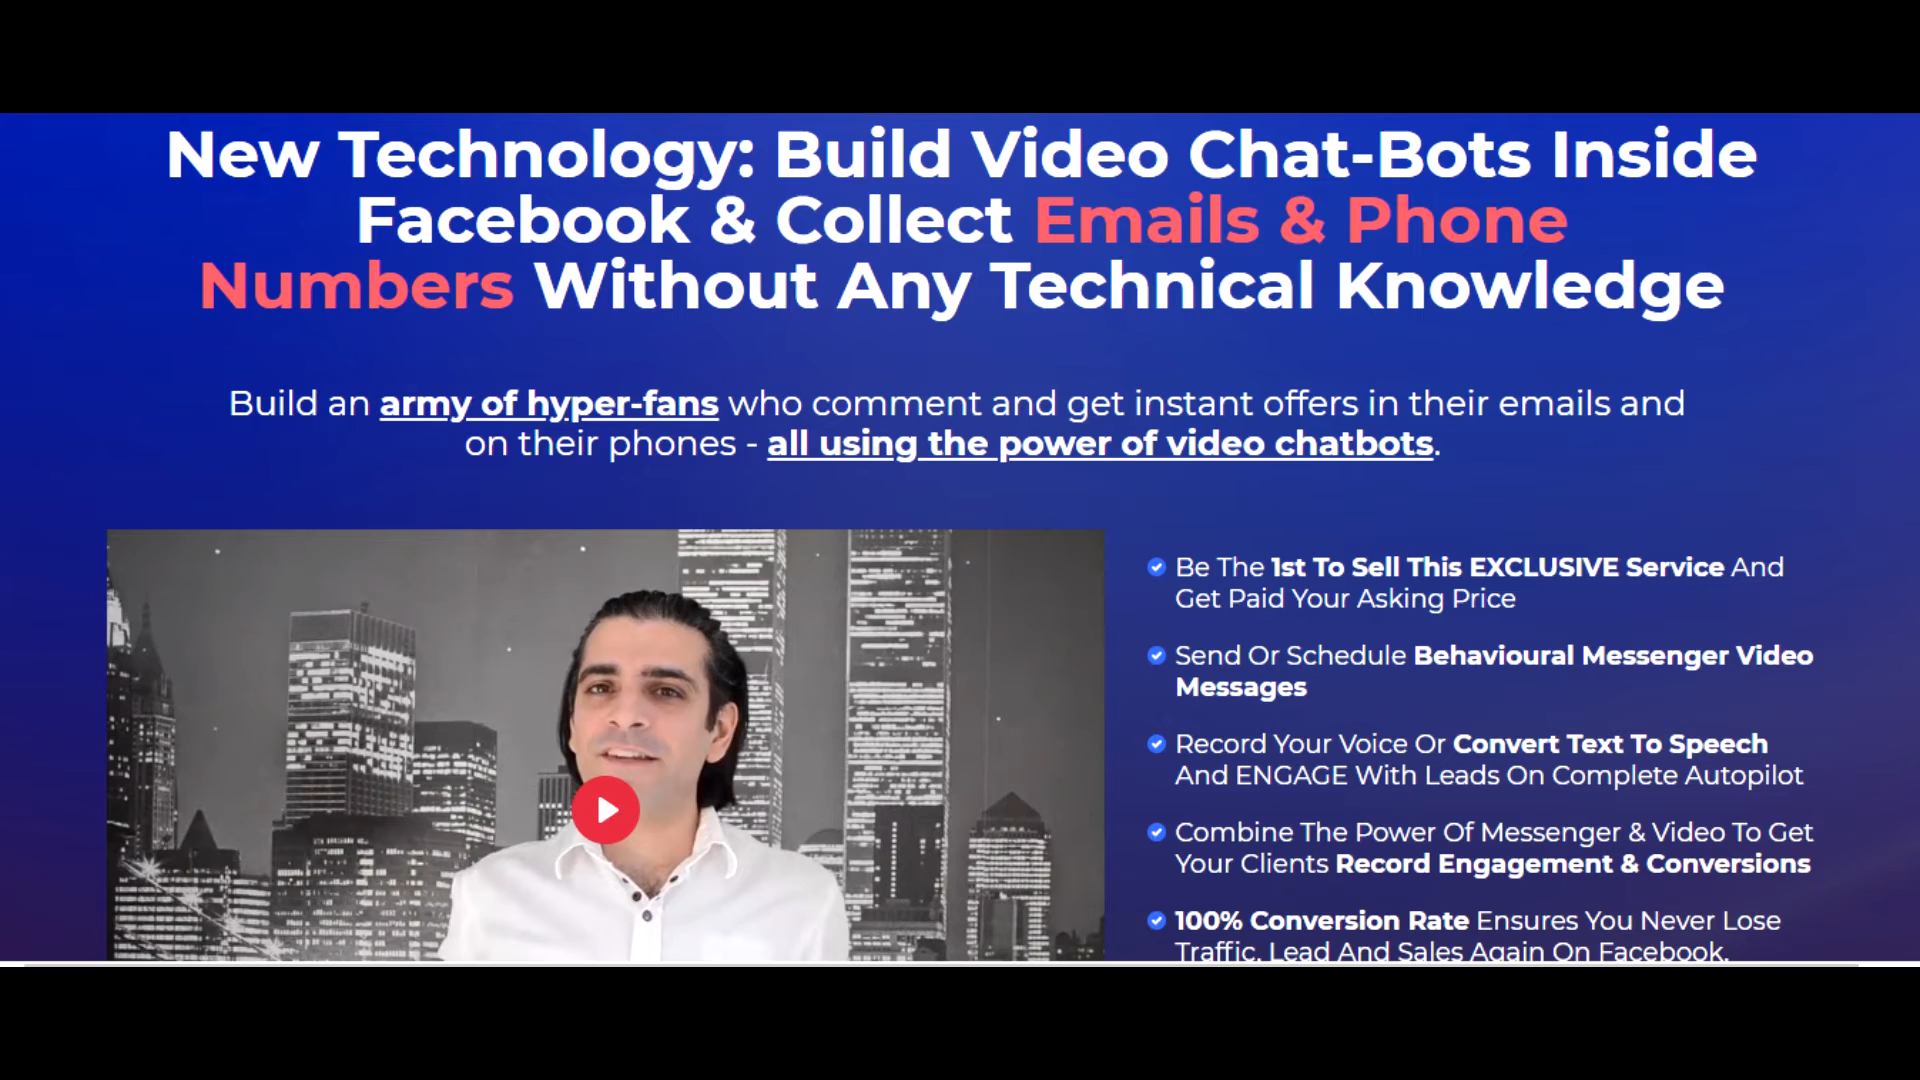 New Technology: Build Video Chat-Bots Inside
Facebook & Collect Emails & Phone
Numbers Without Any Technical Knowledge
Build an army of hyper-fans who comment and get instant offers in their emails and
on their phones - all using the power of video chatbots.
Be The 1st To Sell This EXCLUSIVE Service And
Get Paid Your Asking Price
Send Or Schedule Behavioural Messenger Video
Messages
Record Your Voice Or Convert Text To Speech
And ENGAGE With Leads On Complete Autopilot
Combine The Power Of Messenger & Video To Get
Your Clients Record Engagement & Conversions
100% Conversion Rate Ensures You Never Lose
Traffic, Lead And Sales Again On Facebook.